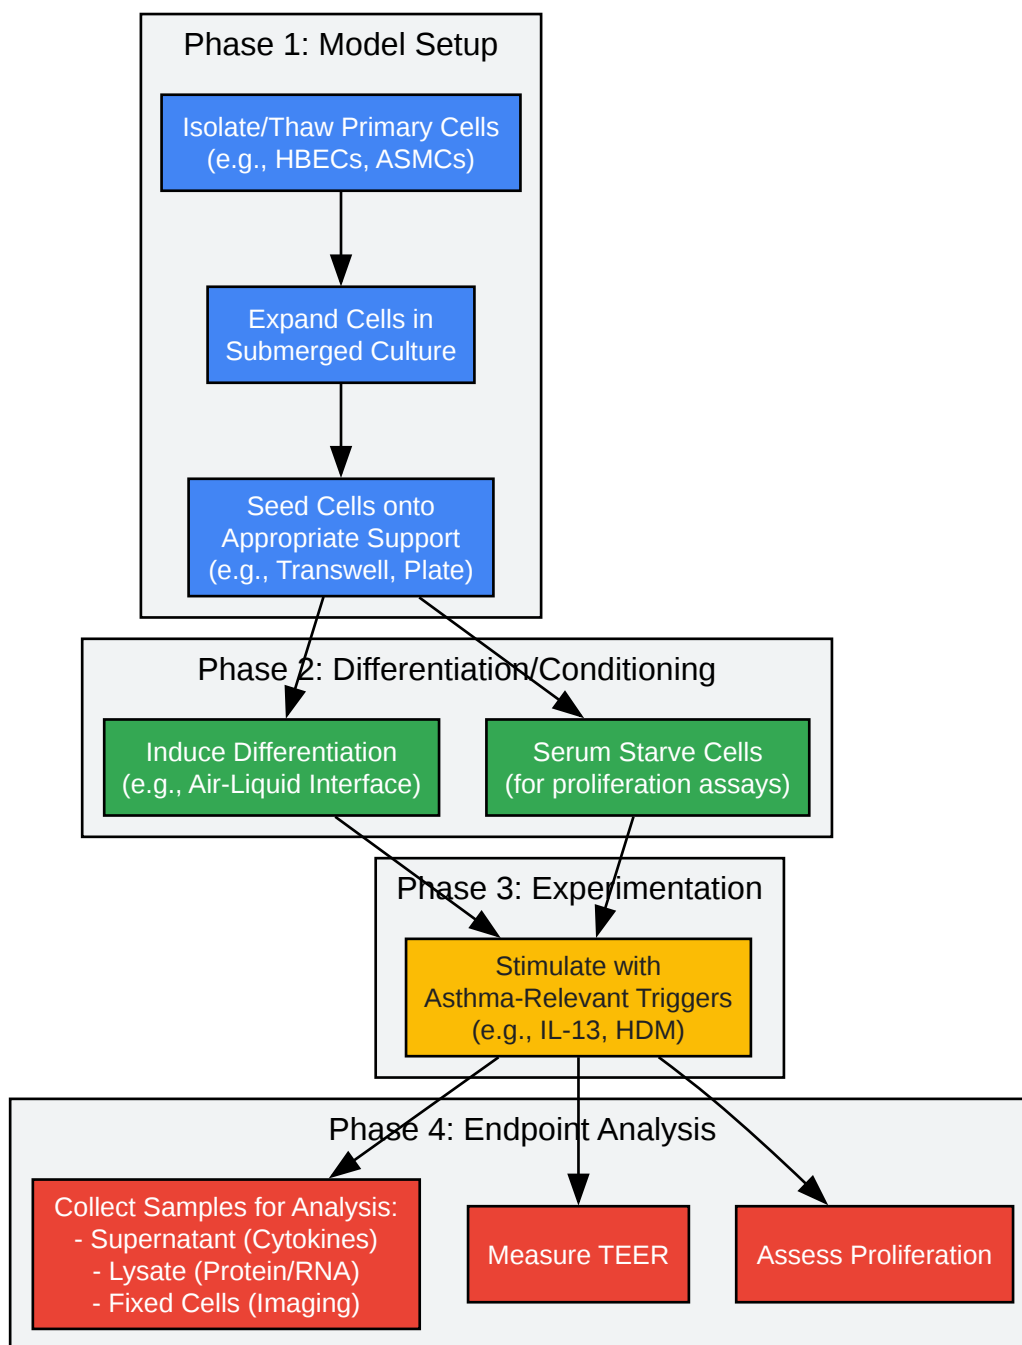 Phase 1: Model Setup
Isolate/Thaw Primary Cells
(e.g., HBECs, ASMCs)
Expand Cells in
Submerged Culture
Seed Cells onto
Appropriate Support
(e.g., Transwell, Plate)
Phase 2: Differentiation/Conditioning
Induce Differentiation
(e.g., Air-Liquid Interface)
Serum Starve Cells
(for proliferation assays)
Phase 3: Experimentation
Stimulate with
Asthma-Relevant Triggers
(e.g., IL-13, HDM)
Phase 4: Endpoint Analysis
Collect Samples for Analysis:
- Supernatant (Cytokines)
- Lysate (Protein/RNA)
- Fixed Cells (Imaging)
Measure TEER
Assess Proliferation